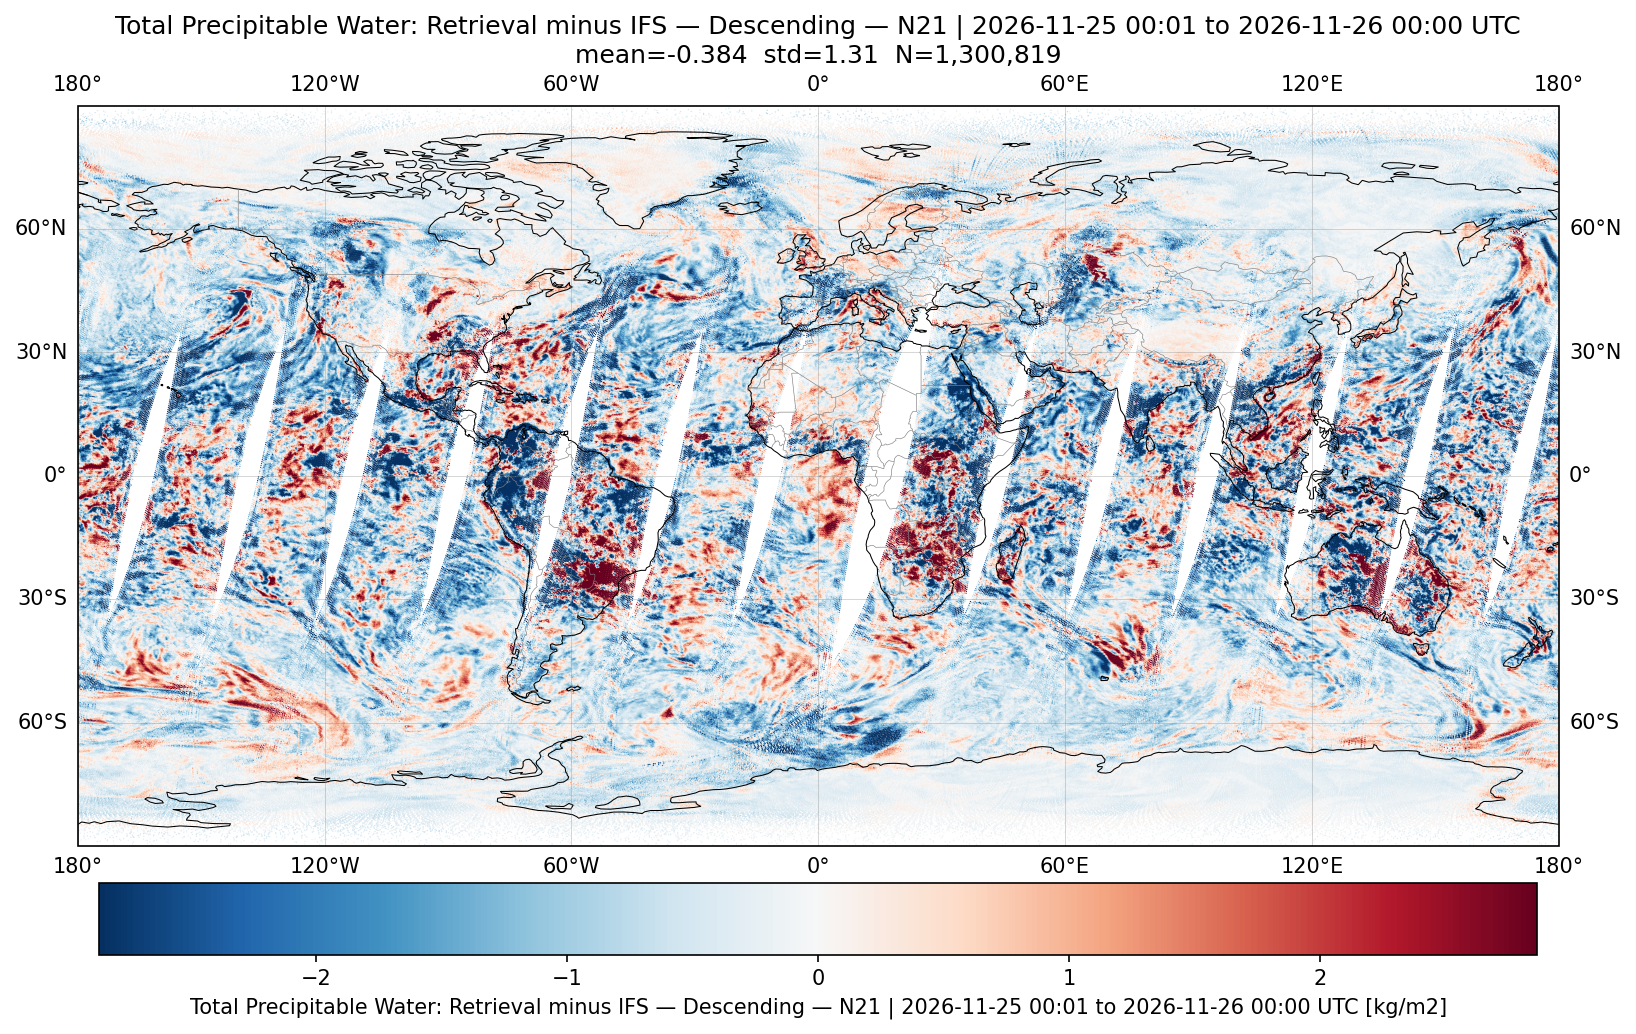 Total Precipitable Water: Retrieval minus IFS — Descending — N21 | 2026-11-25 00:01 to 2026-11-26 00:00 UTC
mean=-0.384  std=1.31  N=1,300,819
180° 120°W 60°W 0° 60°E 120°E 180°
60°N 60°N
30°N 30°N
0° 0°
30°S 30°S
60°S 60°S
180° 120°W 60°W 0° 60°E 120°E 180°
−2 −1 0 1 2
Total Precipitable Water: Retrieval minus IFS — Descending — N21 | 2026-11-25 00:01 to 2026-11-26 00:00 UTC [kg/m2]